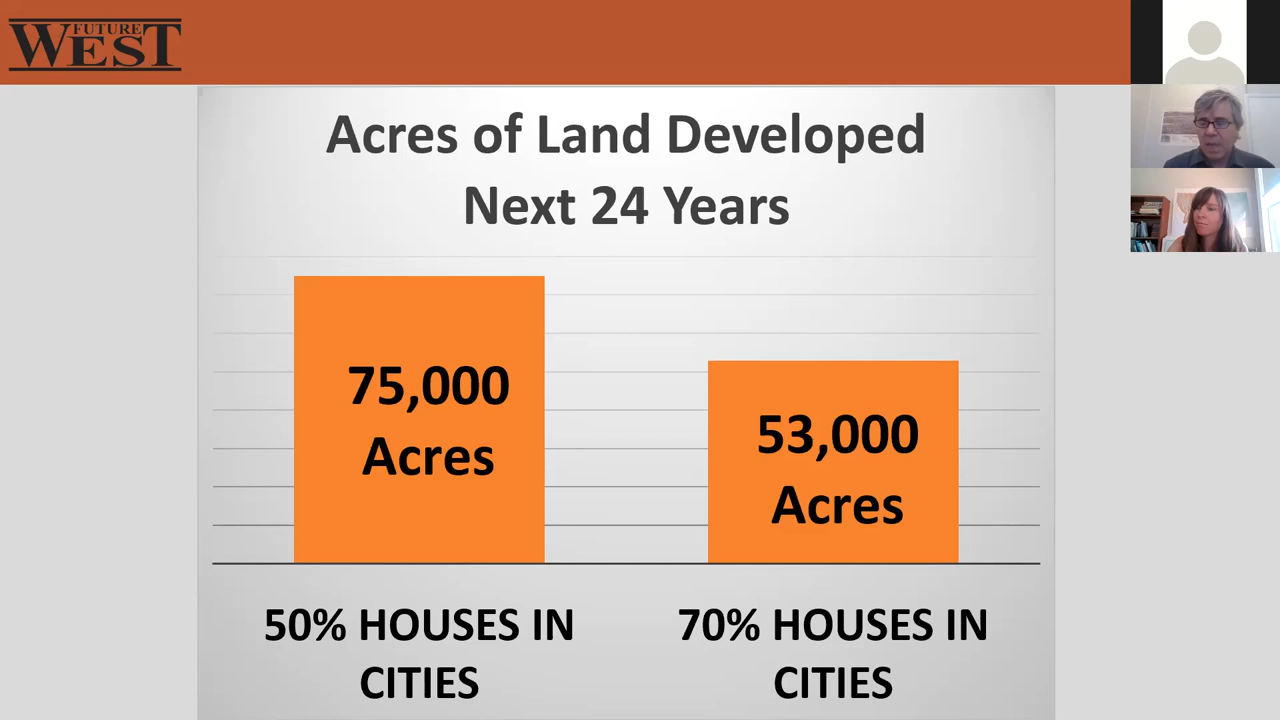 FUTURE
WEST
Acres of Land Developed
Next 24 Years
75,000
Acres
53,000
Acres
50% HOUSES IN
CITIES
70% HOUSES IN
CITIES